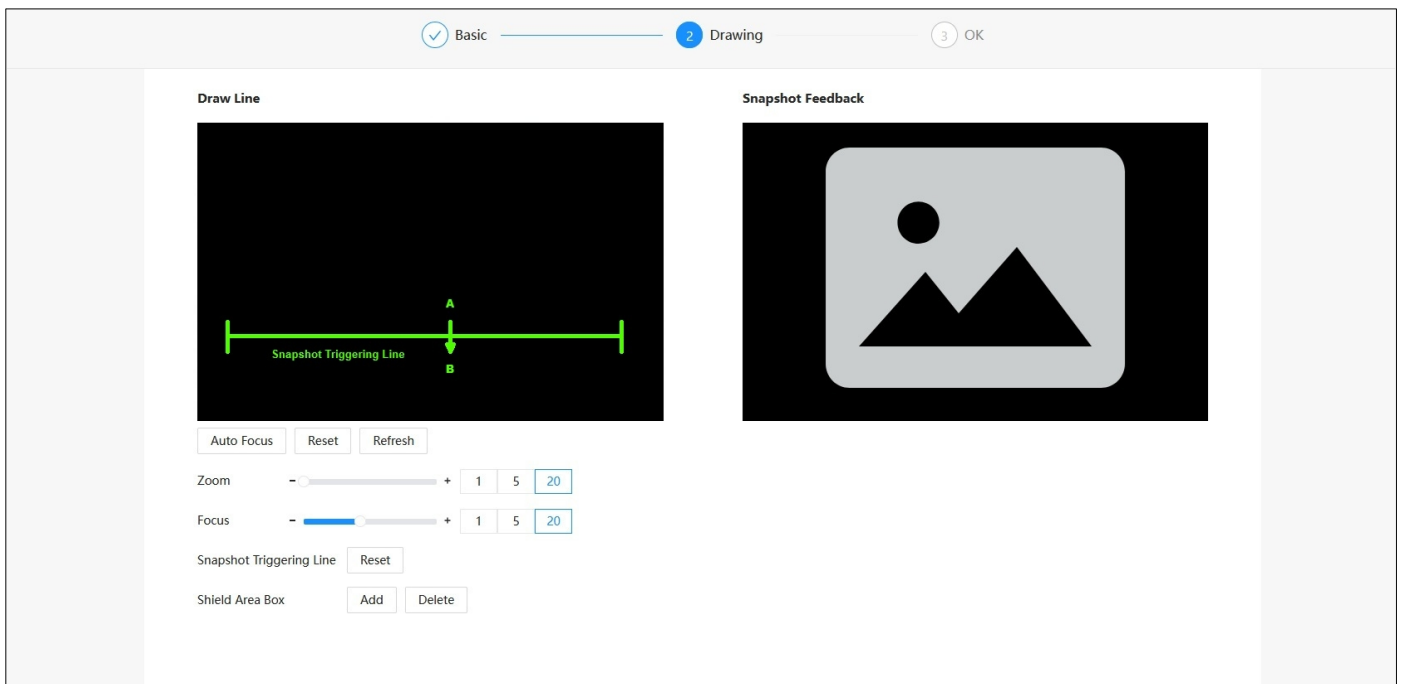 Basic
2 Drawing
3 OK
Draw Line
Snapshot Feedback
A
Snapshot Triggering Line
B
Auto Focus Reset Refresh
Zoom - + 1 5 20
Focus - + 1 5 20
Snapshot Triggering Line Reset
Shield Area Box Add Delete